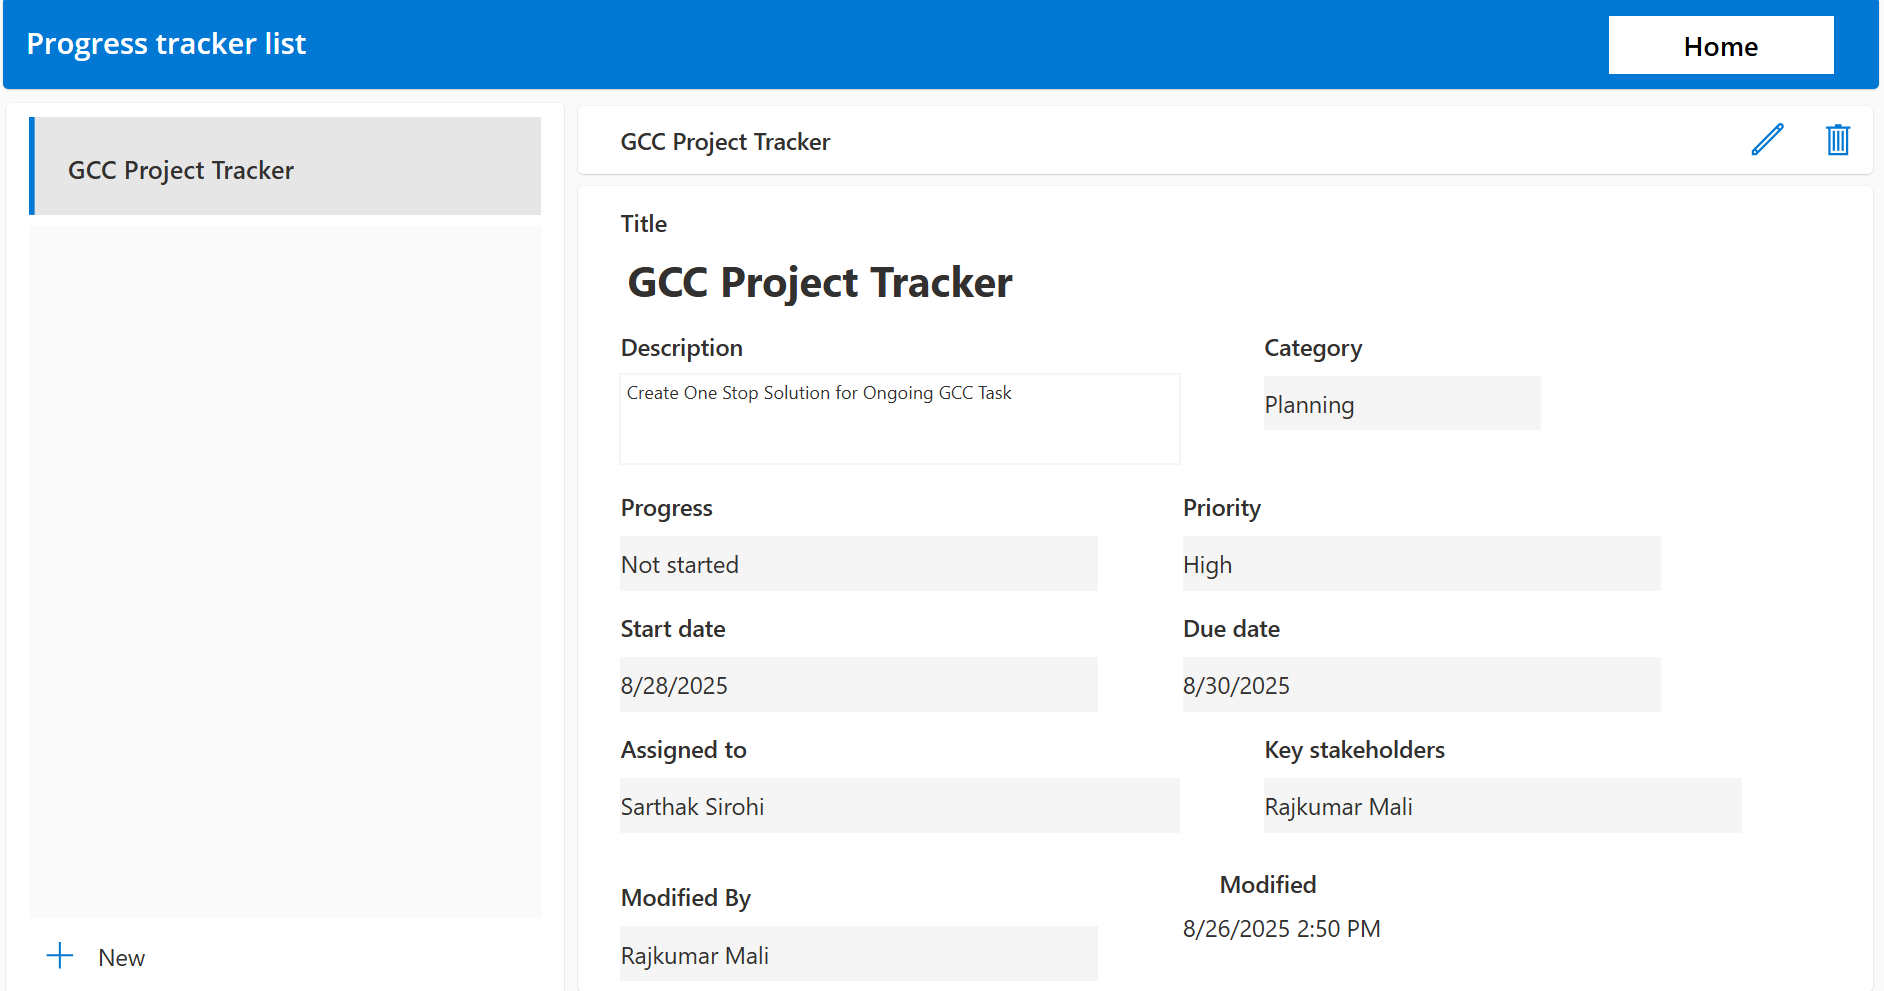 Progress tracker list
Home
GCC Project Tracker
New
GCC Project Tracker
Title
GCC Project Tracker
Description
Category
Create One Stop Solution for Ongoing GCC Task
Planning
Progress
Priority
Not started
High
Start date
Due date
8/28/2025
8/30/2025
Assigned to
Key stakeholders
Sarthak Sirohi
Rajkumar Mali
Modified By
Modified
Rajkumar Mali
8/26/2025 2:50 PM